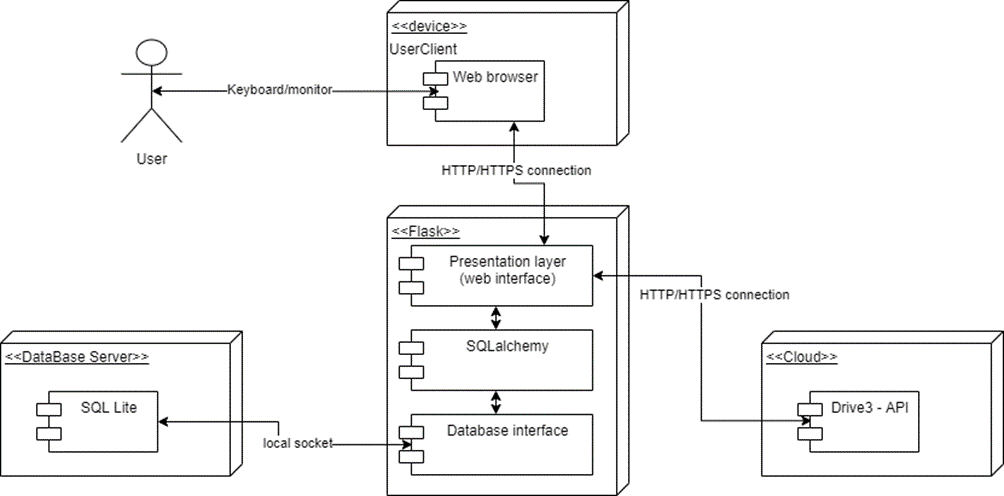 <<device>>
UserClient
Web browser
Keyboard/monitor
User
HTTP/HTTPS connection
<<Flask>>
Presentation layer
(web interface)
HTTP/HTTPS connection
SQLalchemy
<<DataBase Server>>
<<Cloud>>
SQL Lite
Drive3 - API
Database interface
local socket